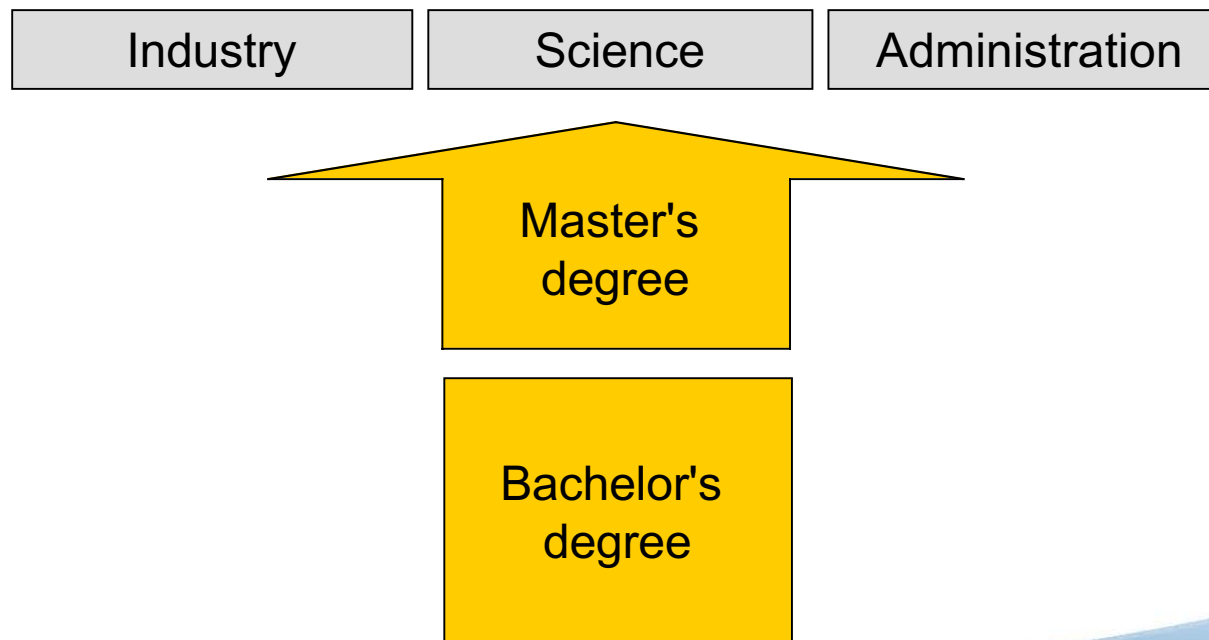 Industry
Science
Administration
Master's
degree
Bachelor's
degree